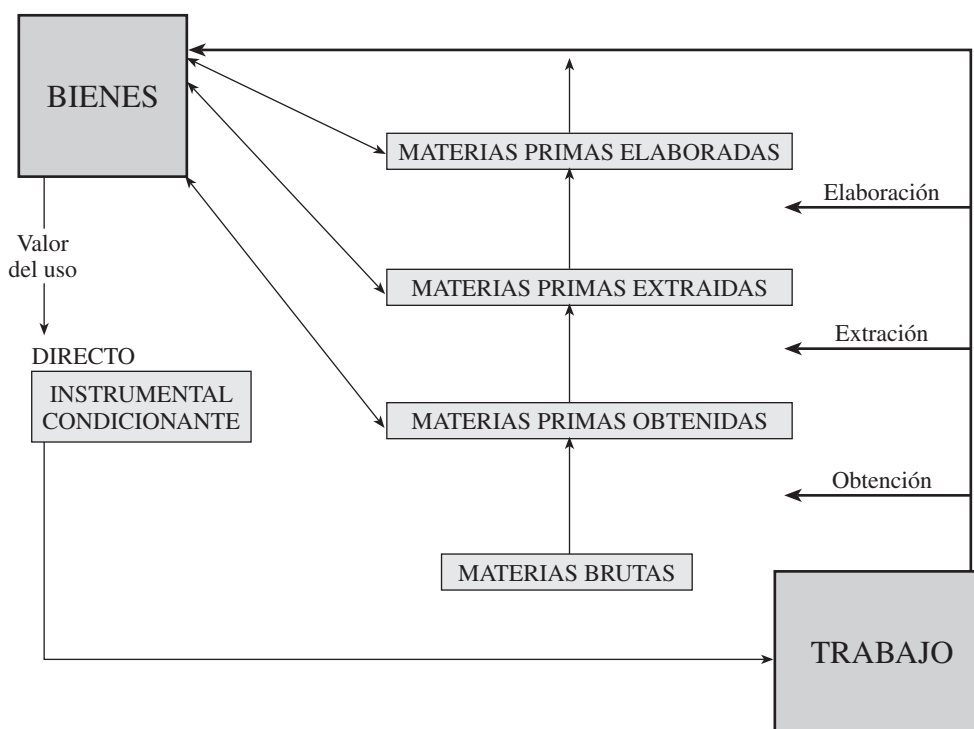 BIENES
MATERIAS PRIMAS ELABORADAS
Elaboración
Valor
del uso
MATERIAS PRIMAS EXTRAIDAS
Extracción
DIRECTO
INSTRUMENTAL
CONDICIONANTE
MATERIAS PRIMAS OBTENIDAS
Obtención
MATERIAS BRUTAS
TRABAJO